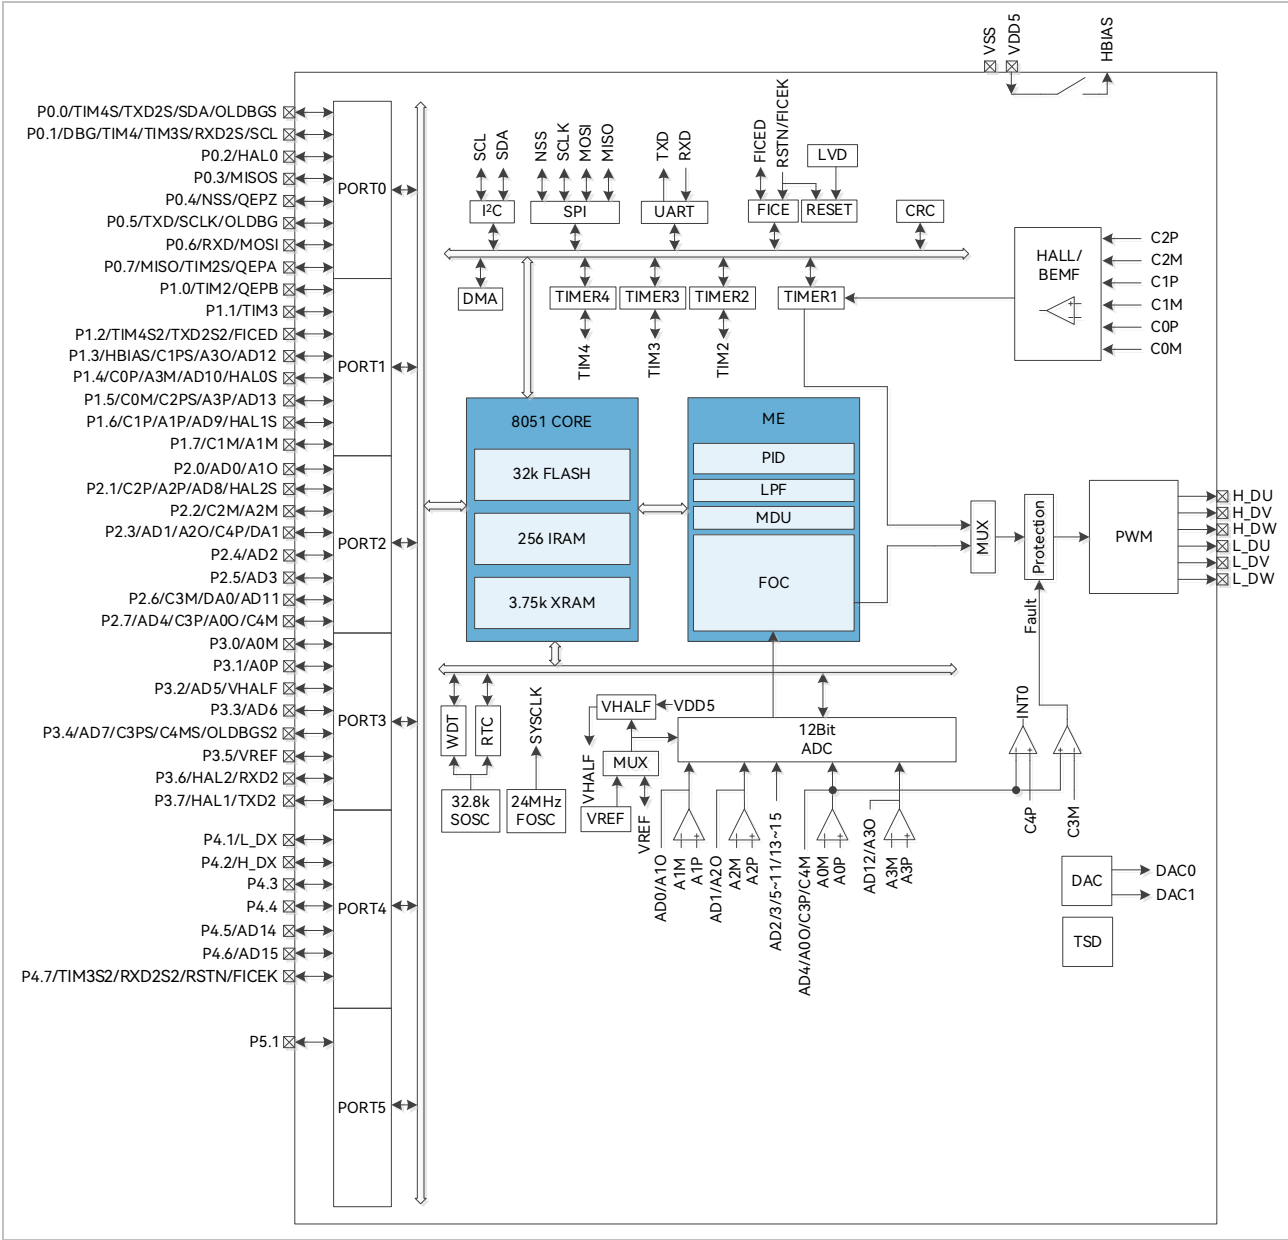 VSS
VDD5
HBIAS
P0.0/TIM4S/TXD2S/SDA/OLDBGS
P0.1/DBG/TIM4/TIM3S/RXD2S/SCL
P0.2/HAL0
P0.3/MISOS
P0.4/NSS/QEPZ
P0.5/TXD/SCLK/OLDBG
P0.6/RXD/MOSI
P0.7/MISO/TIM2S/QEPA
PORT0
P1.0/TIM2/QEPB
P1.1/TIM3
P1.2/TIM4S2/TXD2S2/FICED
P1.3/HBIAS/C1PS/A3O/AD12
P1.4/C0P/A3M/AD10/HAL0S
P1.5/C0M/C2PS/A3P/AD13
P1.6/C1P/A1P/AD9/HAL1S
P1.7/C1M/A1M
PORT1
P2.0/AD0/A1O
P2.1/C2P/A2P/AD8/HAL2S
P2.2/C2M/A2M
P2.3/AD1/A2O/C4P/DA1
P2.4/AD2
P2.5/AD3
P2.6/C3M/DA0/AD11
P2.7/AD4/C3P/A0O/C4M
PORT2
P3.0/A0M
P3.1/A0P
P3.2/AD5/VHALF
P3.3/AD6
P3.4/AD7/C3PS/C4MS/OLDBGS2
P3.5/VREF
P3.6/HAL2/RXD2
P3.7/HAL1/TXD2
PORT3
P4.1/L_DX
P4.2/H_DX
P4.3
P4.4
P4.5/AD14
P4.6/AD15
P4.7/TIM3S2/RXD2S2/RSTN/FICEK
PORT4
P5.1
PORT5
SCL
SDA
NSS
SCLK
MOSI
MISO
TXD
RXD
FICED
RSTN/FICEK
LVD
I²C
SPI
UART
FICE
RESET
CRC
DMA
TIMER4
TIMER3
TIMER2
TIMER1
TIM4
TIM3
TIM2
HALL/
BEMF
C2P
C2M
C1P
C1M
C0P
C0M
8051 CORE
32k FLASH
256 IRAM
3.75k XRAM
ME
PID
LPF
MDU
FOC
MUX
Protection
Fault
PWM
H_DU
H_DV
H_DW
L_DU
L_DV
L_DW
WDT
RTC
SYSCLK
32.8k
SOSC
24MHz
FOSC
VHALF
VDD5
VHALF
MUX
VREF
VREF
12Bit
ADC
AD0/A1O
A1M
A1P
AD1/A2O
A2M
A2P
AD2/3/5~11/13~15
AD4/A0O/C3P/C4M
A0M
A0P
AD12/A3O
A3M
A3P
INT0
C4P
C3M
DAC
DAC0
DAC1
TSD